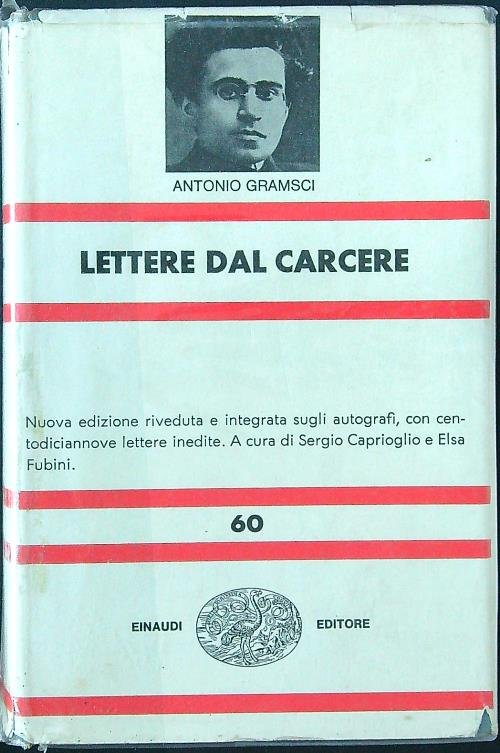 ANTONIO GRAMSCI
LETTERE DAL CARCERE
Nuova edizione riveduta e integrata sugli autografi, con cen-
todiciannove lettere inedite. A cura di Sergio Caprioglio e Elsa
Fubini.
60
EINAUDI EDITORE